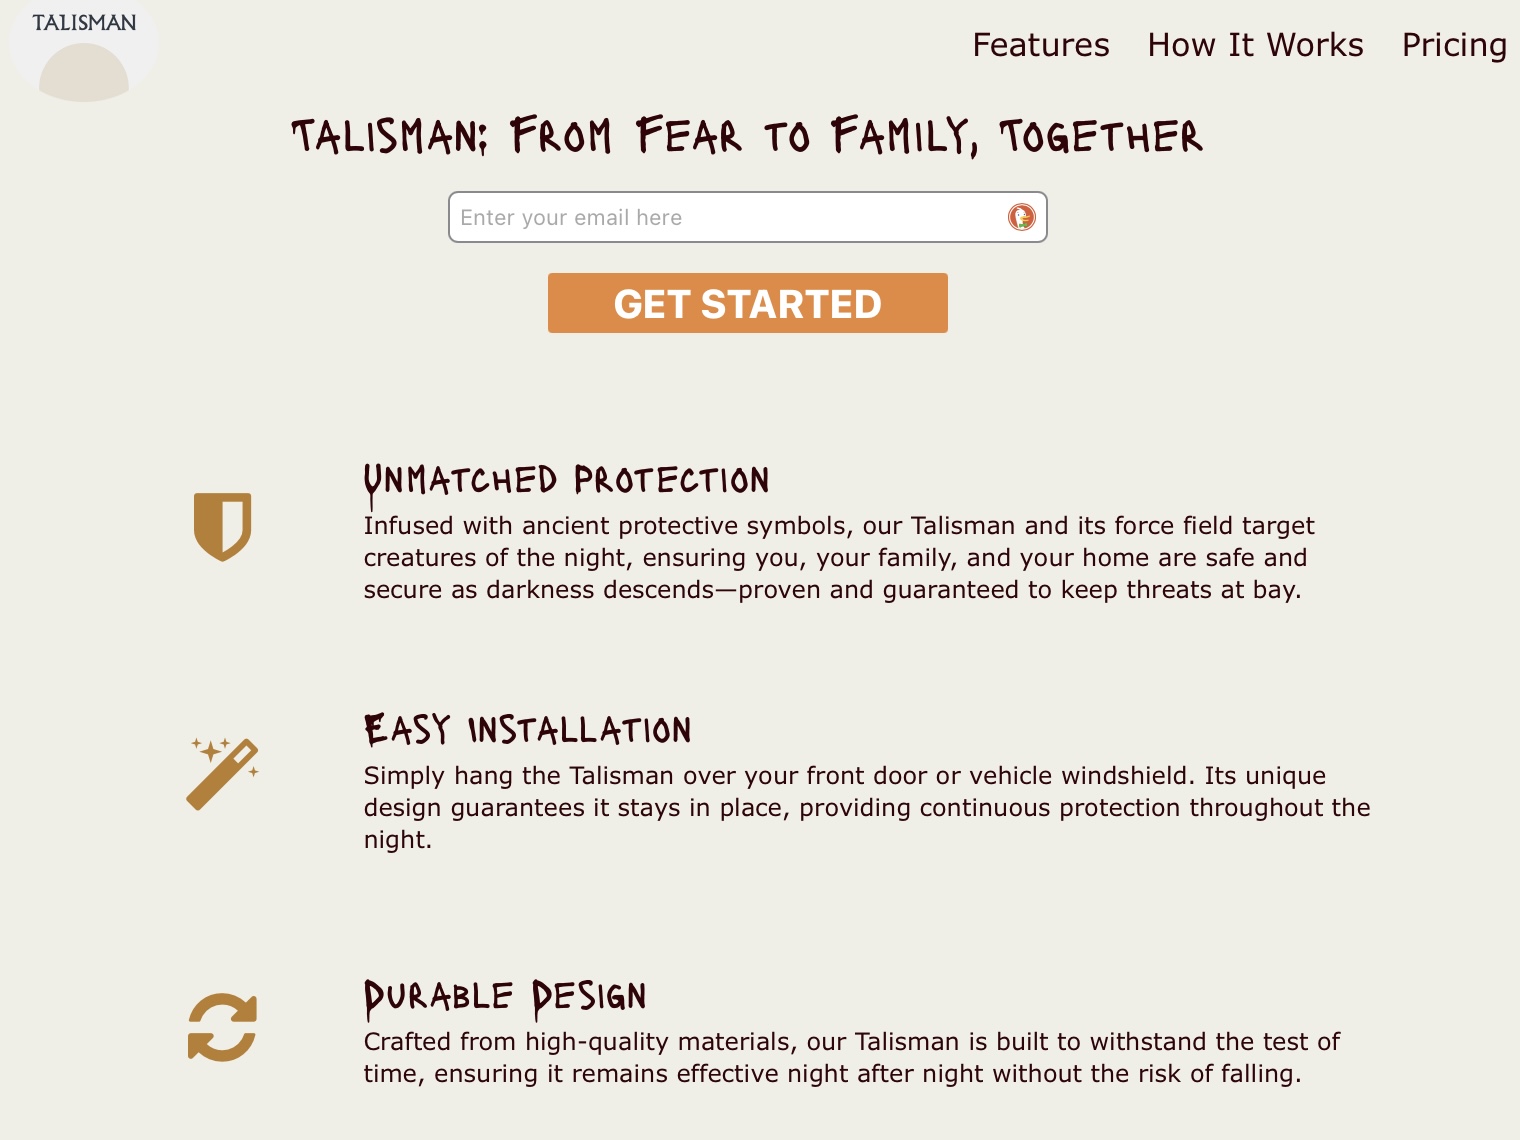 TALISMAN
Features How It Works Pricing
Talisman: From Fear to Family, Together
Enter your email here
GET STARTED
Unmatched Protection
Infused with ancient protective symbols, our Talisman and its force field target
creatures of the night, ensuring you, your family, and your home are safe and
secure as darkness descends—proven and guaranteed to keep threats at bay.
Easy installation
Simply hang the Talisman over your front door or vehicle windshield. Its unique
design guarantees it stays in place, providing continuous protection throughout the
night.
Durable Design
Crafted from high-quality materials, our Talisman is built to withstand the test of
time, ensuring it remains effective night after night without the risk of falling.